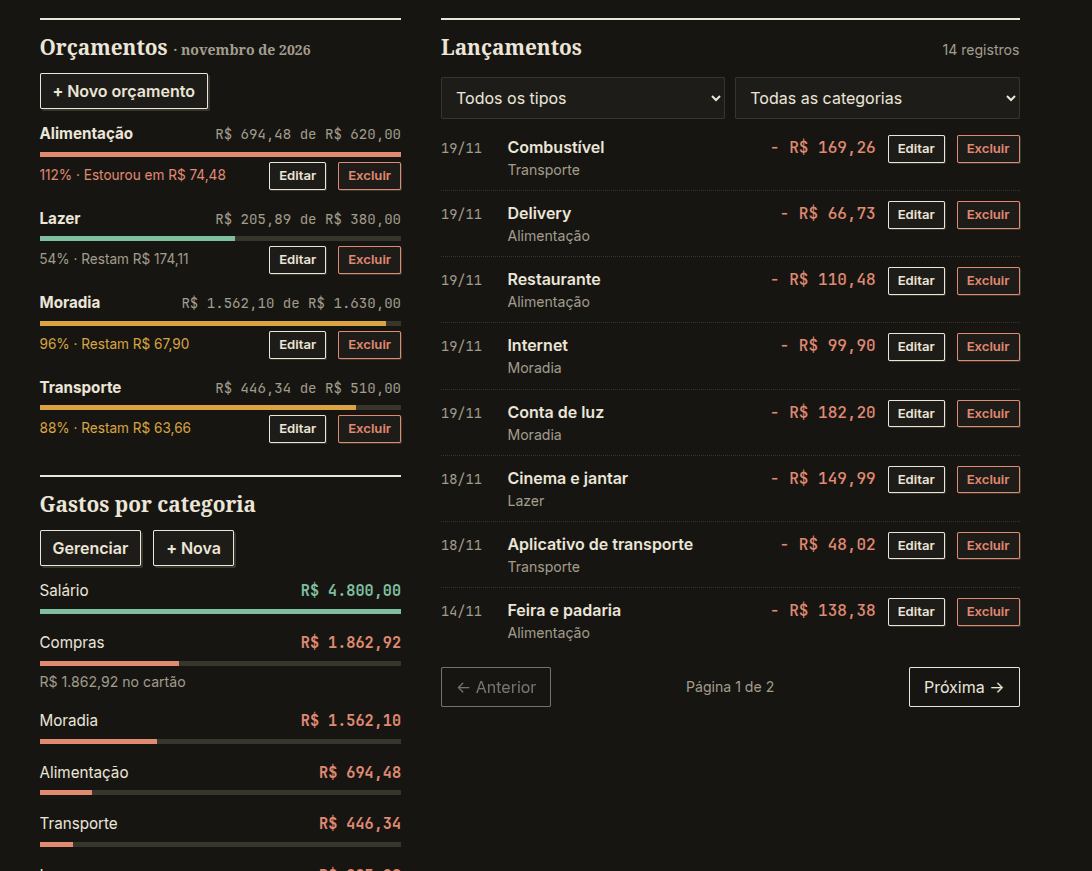 Orçamentos · novembro de 2026
+ Novo orçamento
Alimentação R$ 694,48 de R$ 620,00
112% · Estourou em R$ 74,48 Editar Excluir
Lazer R$ 205,89 de R$ 380,00
54% · Restam R$ 174,11 Editar Excluir
Moradia R$ 1.562,10 de R$ 1.630,00
96% · Restam R$ 67,90 Editar Excluir
Transporte R$ 446,34 de R$ 510,00
88% · Restam R$ 63,66 Editar Excluir
Gastos por categoria
Gerenciar + Nova
Salário R$ 4.800,00
Compras R$ 1.862,92
R$ 1.862,92 no cartão
Moradia R$ 1.562,10
Alimentação R$ 694,48
Transporte R$ 446,34
Lançamentos 14 registros
Todos os tipos Todas as categorias
19/11 Combustível - R$ 169,26 Editar Excluir
Transporte
19/11 Delivery - R$ 66,73 Editar Excluir
Alimentação
19/11 Restaurante - R$ 110,48 Editar Excluir
Alimentação
19/11 Internet - R$ 99,90 Editar Excluir
Moradia
19/11 Conta de luz - R$ 182,20 Editar Excluir
Moradia
18/11 Cinema e jantar - R$ 149,99 Editar Excluir
Lazer
18/11 Aplicativo de transporte - R$ 48,02 Editar Excluir
Transporte
14/11 Feira e padaria - R$ 138,38 Editar Excluir
Alimentação
← Anterior Página 1 de 2 Próxima →